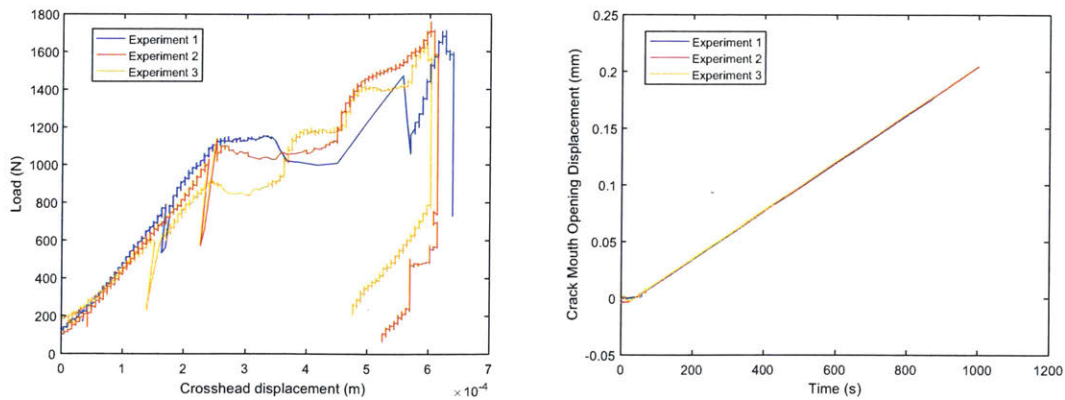 1800
1600
1400
1200
1000
800
600
400
200
0
Load (N)
Experiment 1
Experiment 2
Experiment 3
0 1 2 3 4 5 6 7
× 10⁻⁴
Crosshead displacement (m)
0.25
0.20
0.15
0.10
0.05
0
-0.05
Crack Mouth Opening Displacement (mm)
Experiment 1
Experiment 2
Experiment 3
0 200 400 600 800 1000 1200
Time (s)